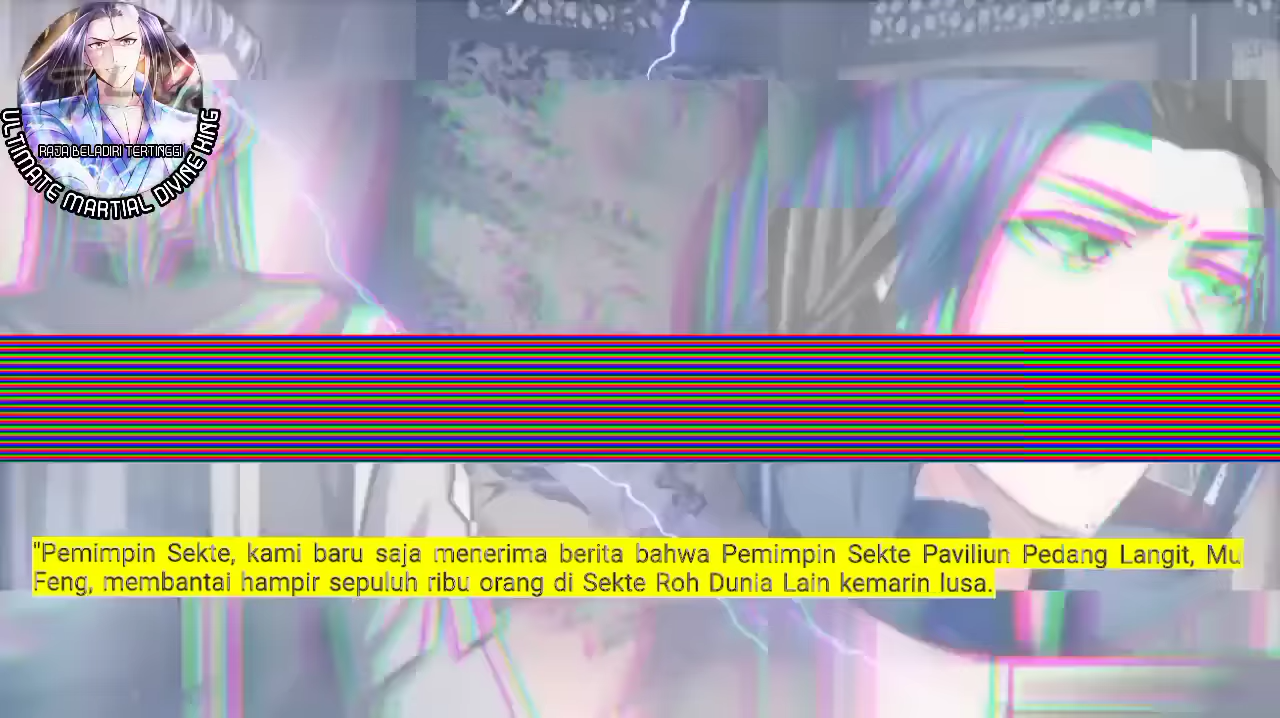 RAJA BELADIRI TERTINGGI
ULTIMATE MARTIAL DIVINE KING
"Pemimpin Sekte, kami baru saja menerima berita bahwa Pemimpin Sekte Paviliun Pedang Langit, Mu
Feng, membantai hampir sepuluh ribu orang di Sekte Roh Dunia Lain kemarin lusa.